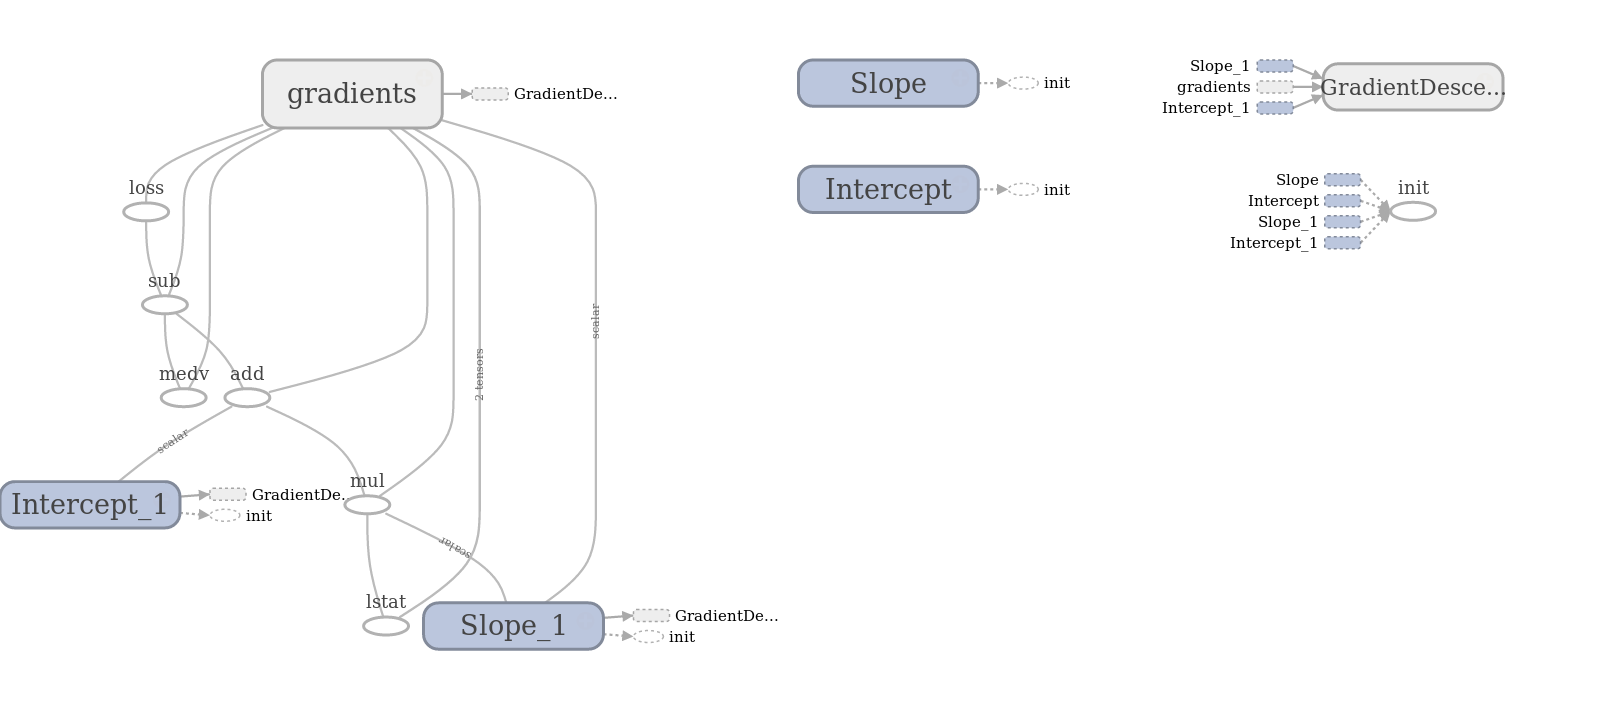 gradients
GradientDe...
loss
sub
medv
add
scalar
2 tensors
scalar
Intercept_1
GradientDe...
init
mul
scalar
lstat
Slope_1
GradientDe...
init
Slope
init
Intercept
init
Slope_1
gradients
Intercept_1
GradientDesce...
Slope
Intercept
Slope_1
Intercept_1
init